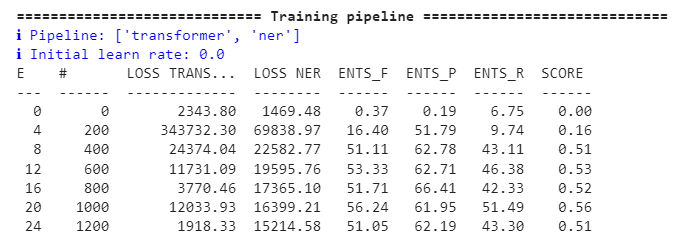 ============================= Training pipeline =============================
ℹ Pipeline: ['transformer', 'ner']
ℹ Initial learn rate: 0.0
E    #       LOSS TRANS...  LOSS NER  ENTS_F  ENTS_P  ENTS_R  SCORE
---  ------  -------------  --------  ------  ------  ------  ------
  0       0        2343.80   1469.48    0.37    0.19    6.75    0.00
  4     200      343732.30  69838.97   16.40   51.79    9.74    0.16
  8     400       24374.04  22582.77   51.11   62.78   43.11    0.51
 12     600       11731.09  19595.76   53.33   62.71   46.38    0.53
 16     800        3770.46  17365.10   51.71   66.41   42.33    0.52
 20    1000       12033.93  16399.21   56.24   61.95   51.49    0.56
 24    1200        1918.33  15214.58   51.05   62.19   43.30    0.51